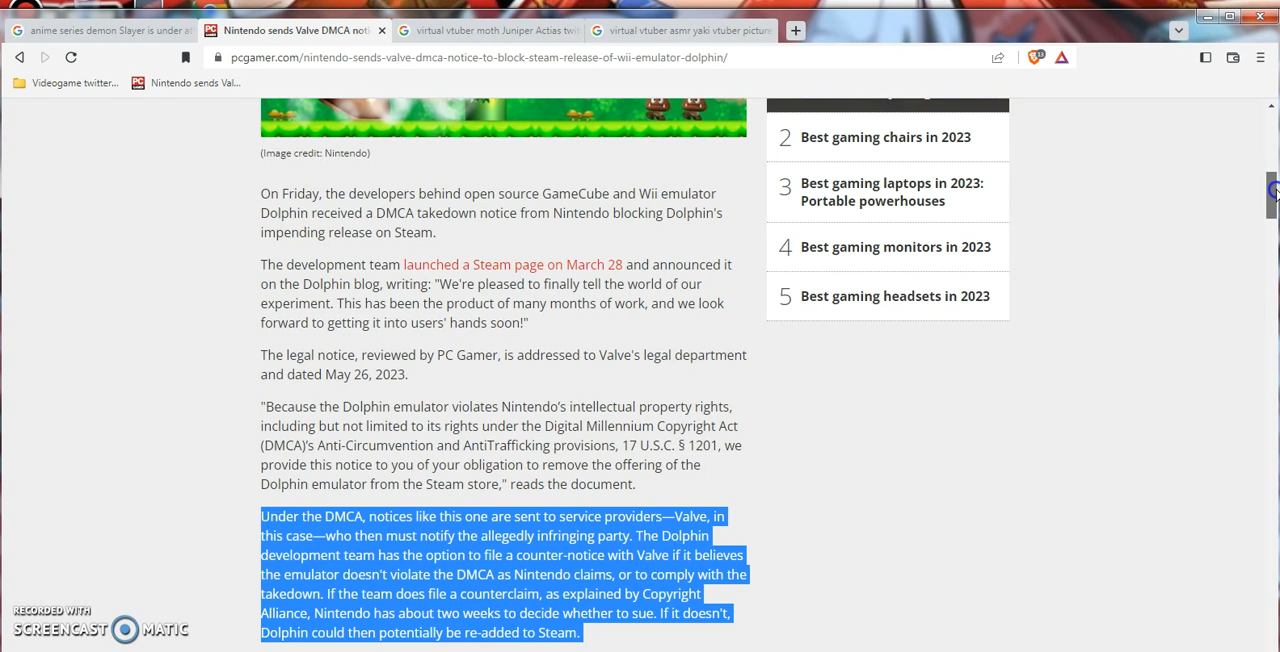 anime series demon Slayer is under at
Nintendo sends Valve DMCA noti
virtual vtuber moth Juniper Actias twit
virtual vtuber asmr yaki vtuber picture
pcgamer.com/nintendo-sends-valve-dmca-notice-to-block-steam-release-of-wii-emulator-dolphin/
Videogame twitter...
Nintendo sends Val...
(Image credit: Nintendo)
On Friday, the developers behind open source GameCube and Wii emulator
Dolphin received a DMCA takedown notice from Nintendo blocking Dolphin's
impending release on Steam.
The development team launched a Steam page on March 28 and announced it
on the Dolphin blog, writing: "We're pleased to finally tell the world of our
experiment. This has been the product of many months of work, and we look
forward to getting it into users' hands soon!"
The legal notice, reviewed by PC Gamer, is addressed to Valve's legal department
and dated May 26, 2023.
"Because the Dolphin emulator violates Nintendo's intellectual property rights,
including but not limited to its rights under the Digital Millennium Copyright Act
(DMCA)'s Anti-Circumvention and AntiTrafficking provisions, 17 U.S.C. § 1201, we
provide this notice to you of your obligation to remove the offering of the
Dolphin emulator from the Steam store," reads the document.
Under the DMCA, notices like this one are sent to service providers—Valve, in
this case—who then must notify the allegedly infringing party. The Dolphin
development team has the option to file a counter-notice with Valve if it believes
the emulator doesn't violate the DMCA as Nintendo claims, or to comply with the
takedown. If the team does file a counterclaim, as explained by Copyright
Alliance, Nintendo has about two weeks to decide whether to sue. If it doesn't,
Dolphin could then potentially be re-added to Steam.
2 Best gaming chairs in 2023
3 Best gaming laptops in 2023:
Portable powerhouses
4 Best gaming monitors in 2023
5 Best gaming headsets in 2023
RECORDED WITH
SCREENCAST MATIC